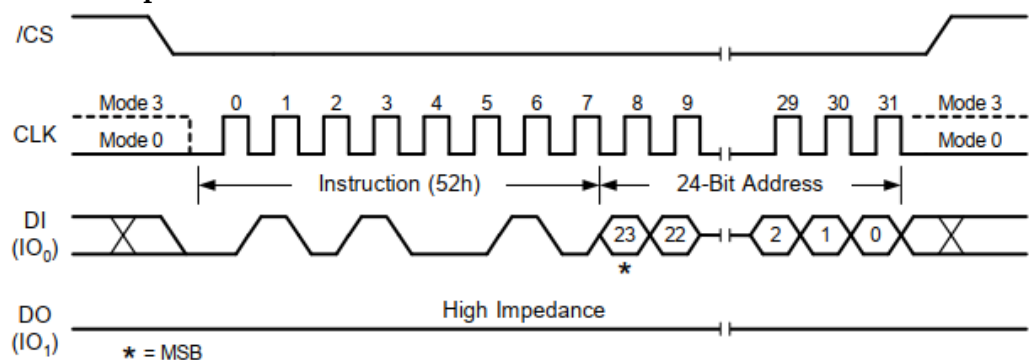 /CS
Mode 3 0 1 2 3 4 5 6 7 8 9 29 30 31 Mode 3
CLK Mode 0 Mode 0
Instruction (52h) 24-Bit Address
DI
(IO0) 23 22 2 1 0
*
High Impedance
DO
(IO1)
* = MSB